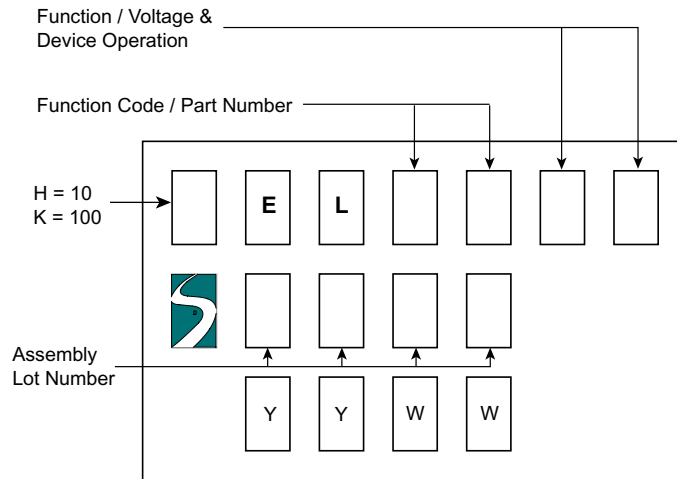 Function / Voltage &
Device Operation
Function Code / Part Number
H = 10
K = 100
E L
Assembly
Lot Number
Y Y W W